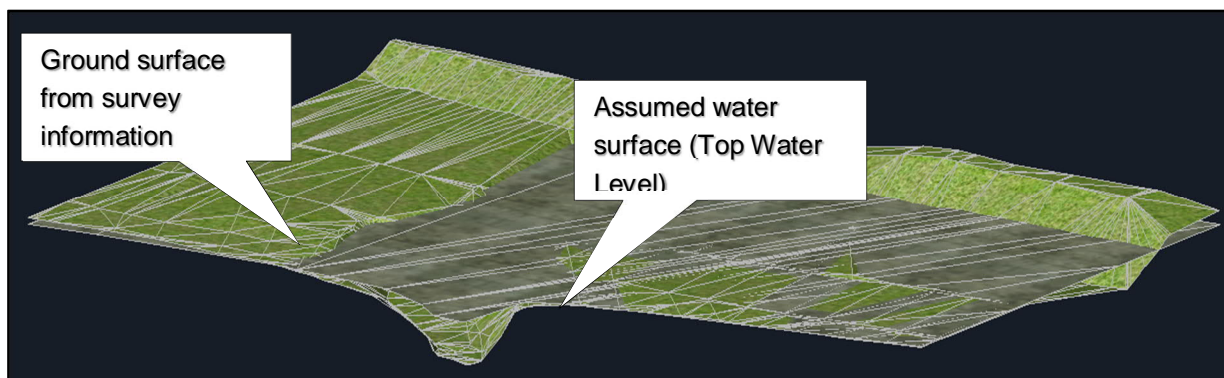 Ground surface
from survey
information
Assumed water
surface (Top Water
Level)